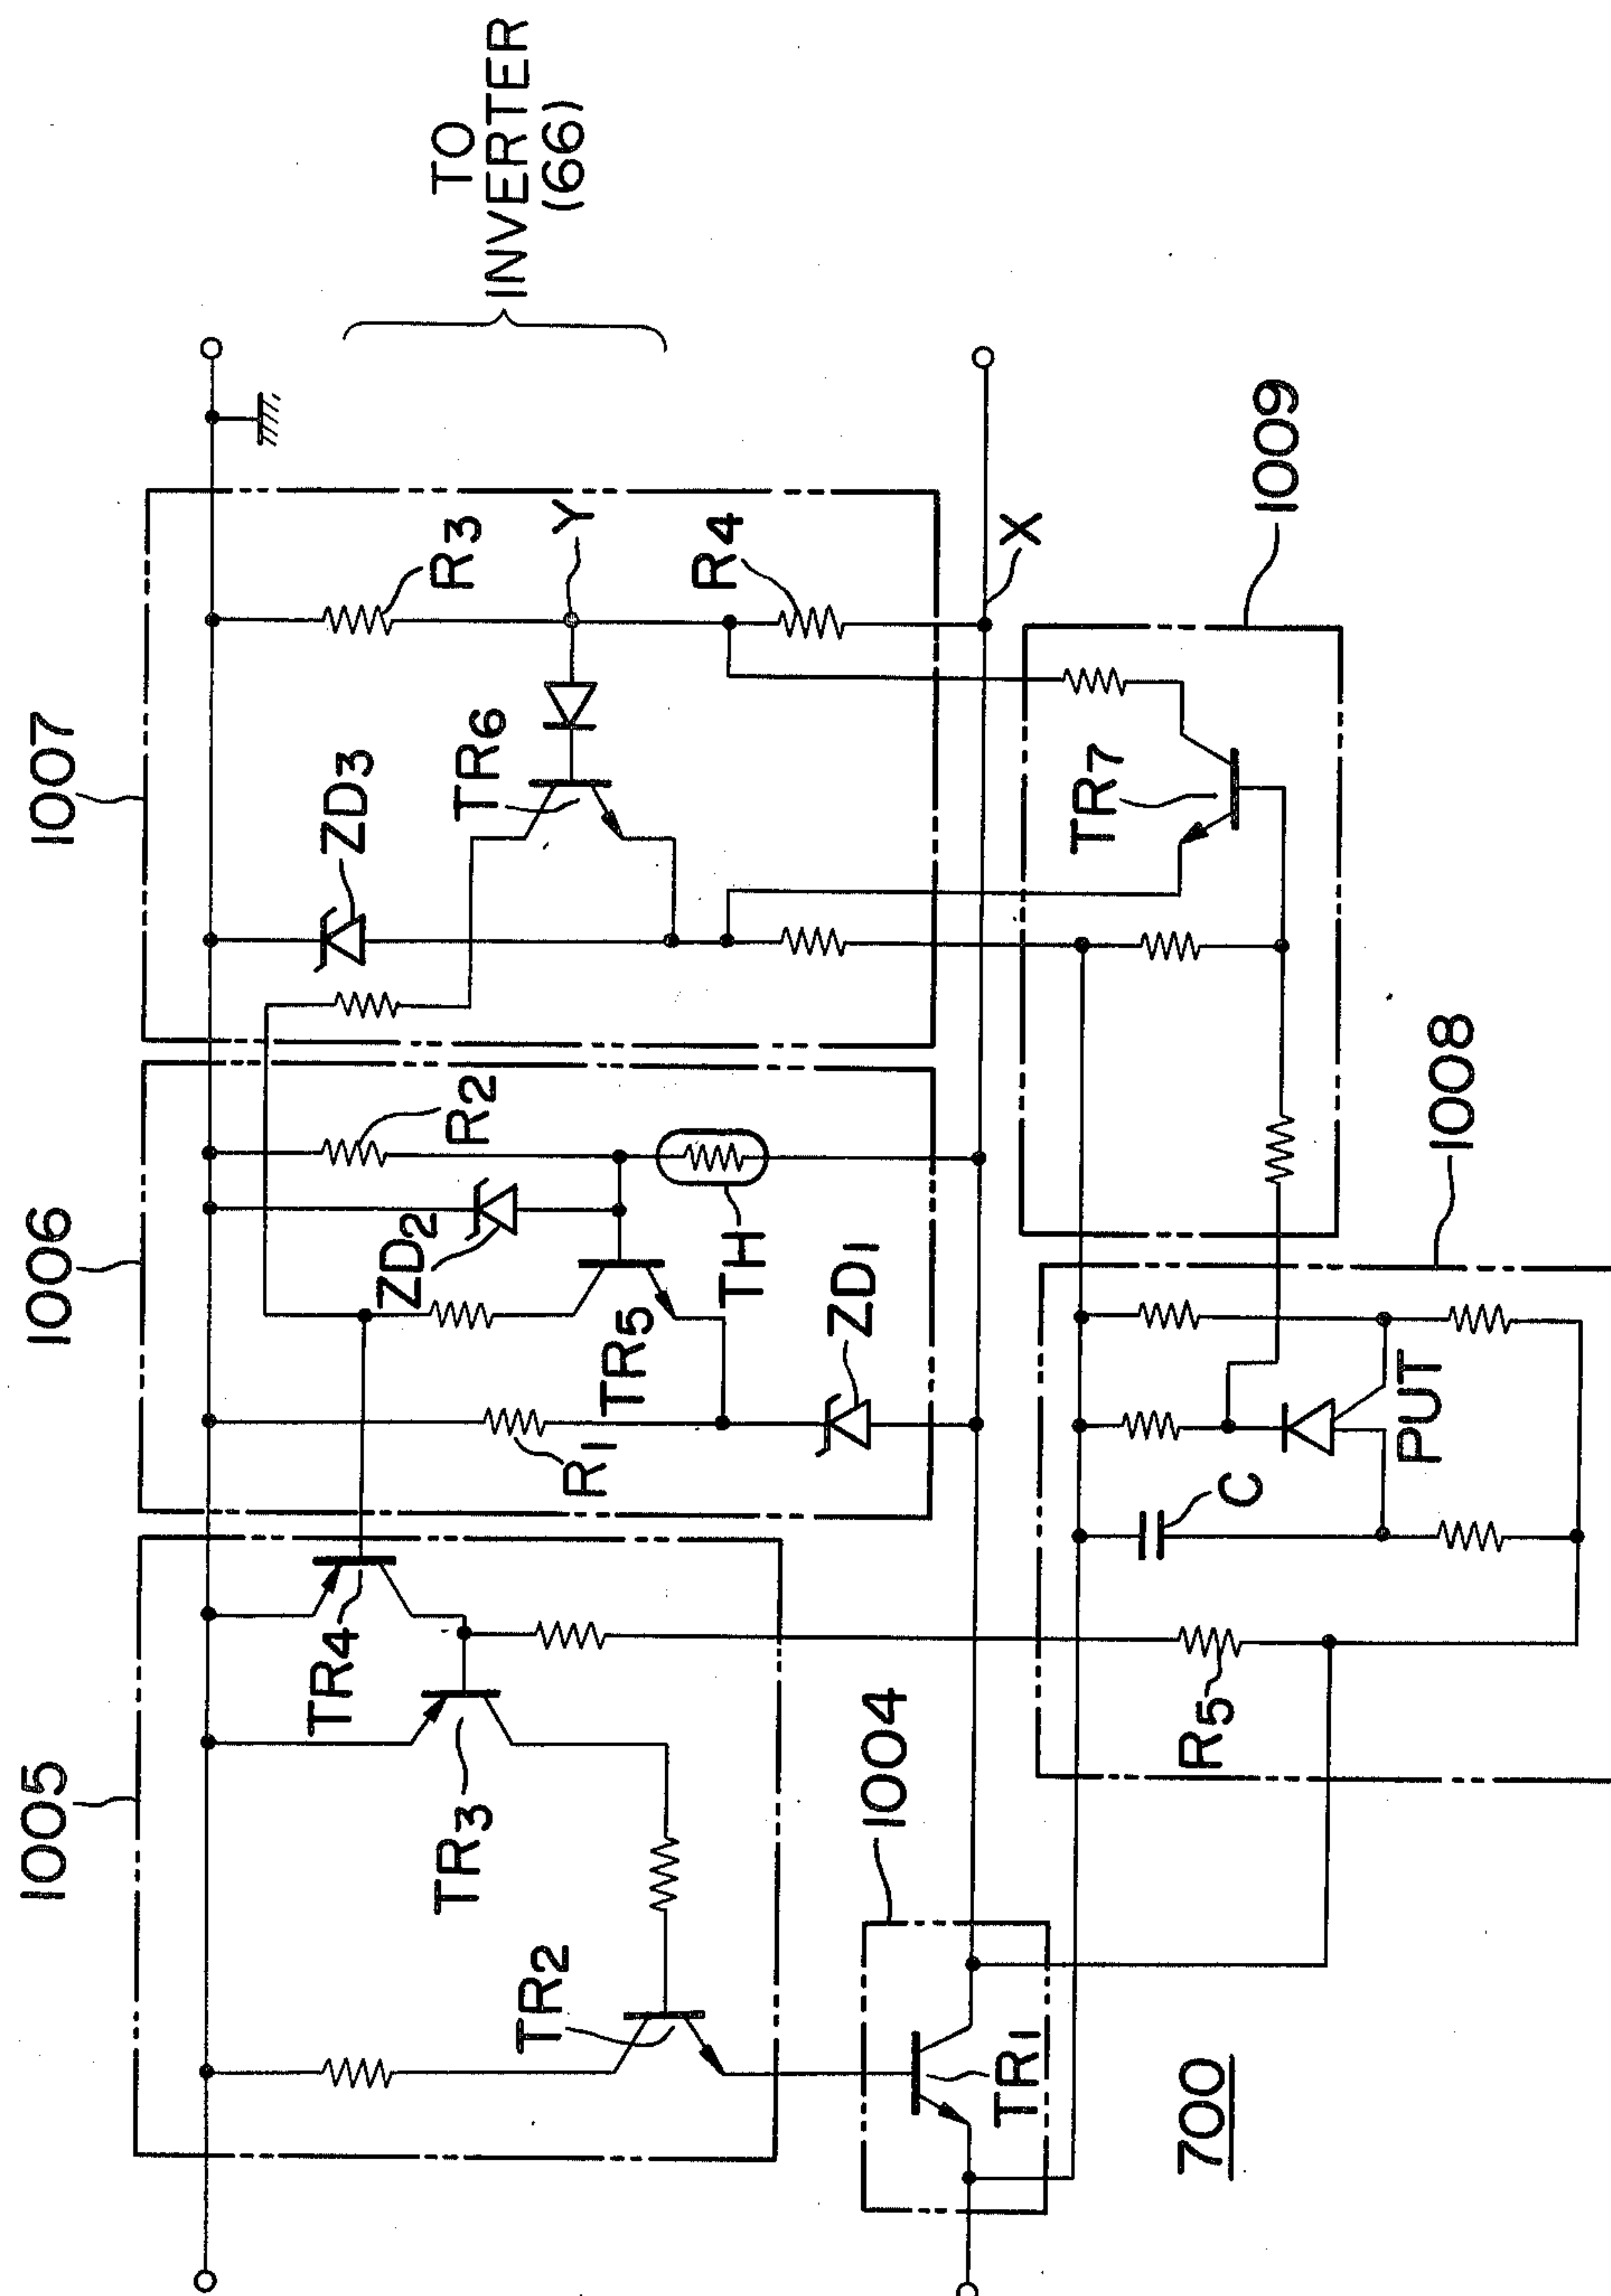 1005
1006
1007
TO
INVERTER
(66)
TR4
TR3
TR2
R2
ZD2
TR5
R1
TH
ZD1
ZD3
TR6
R3
Y
R4
X
1004
TR1
R5
C
PUT
1008
TR7
1009
700